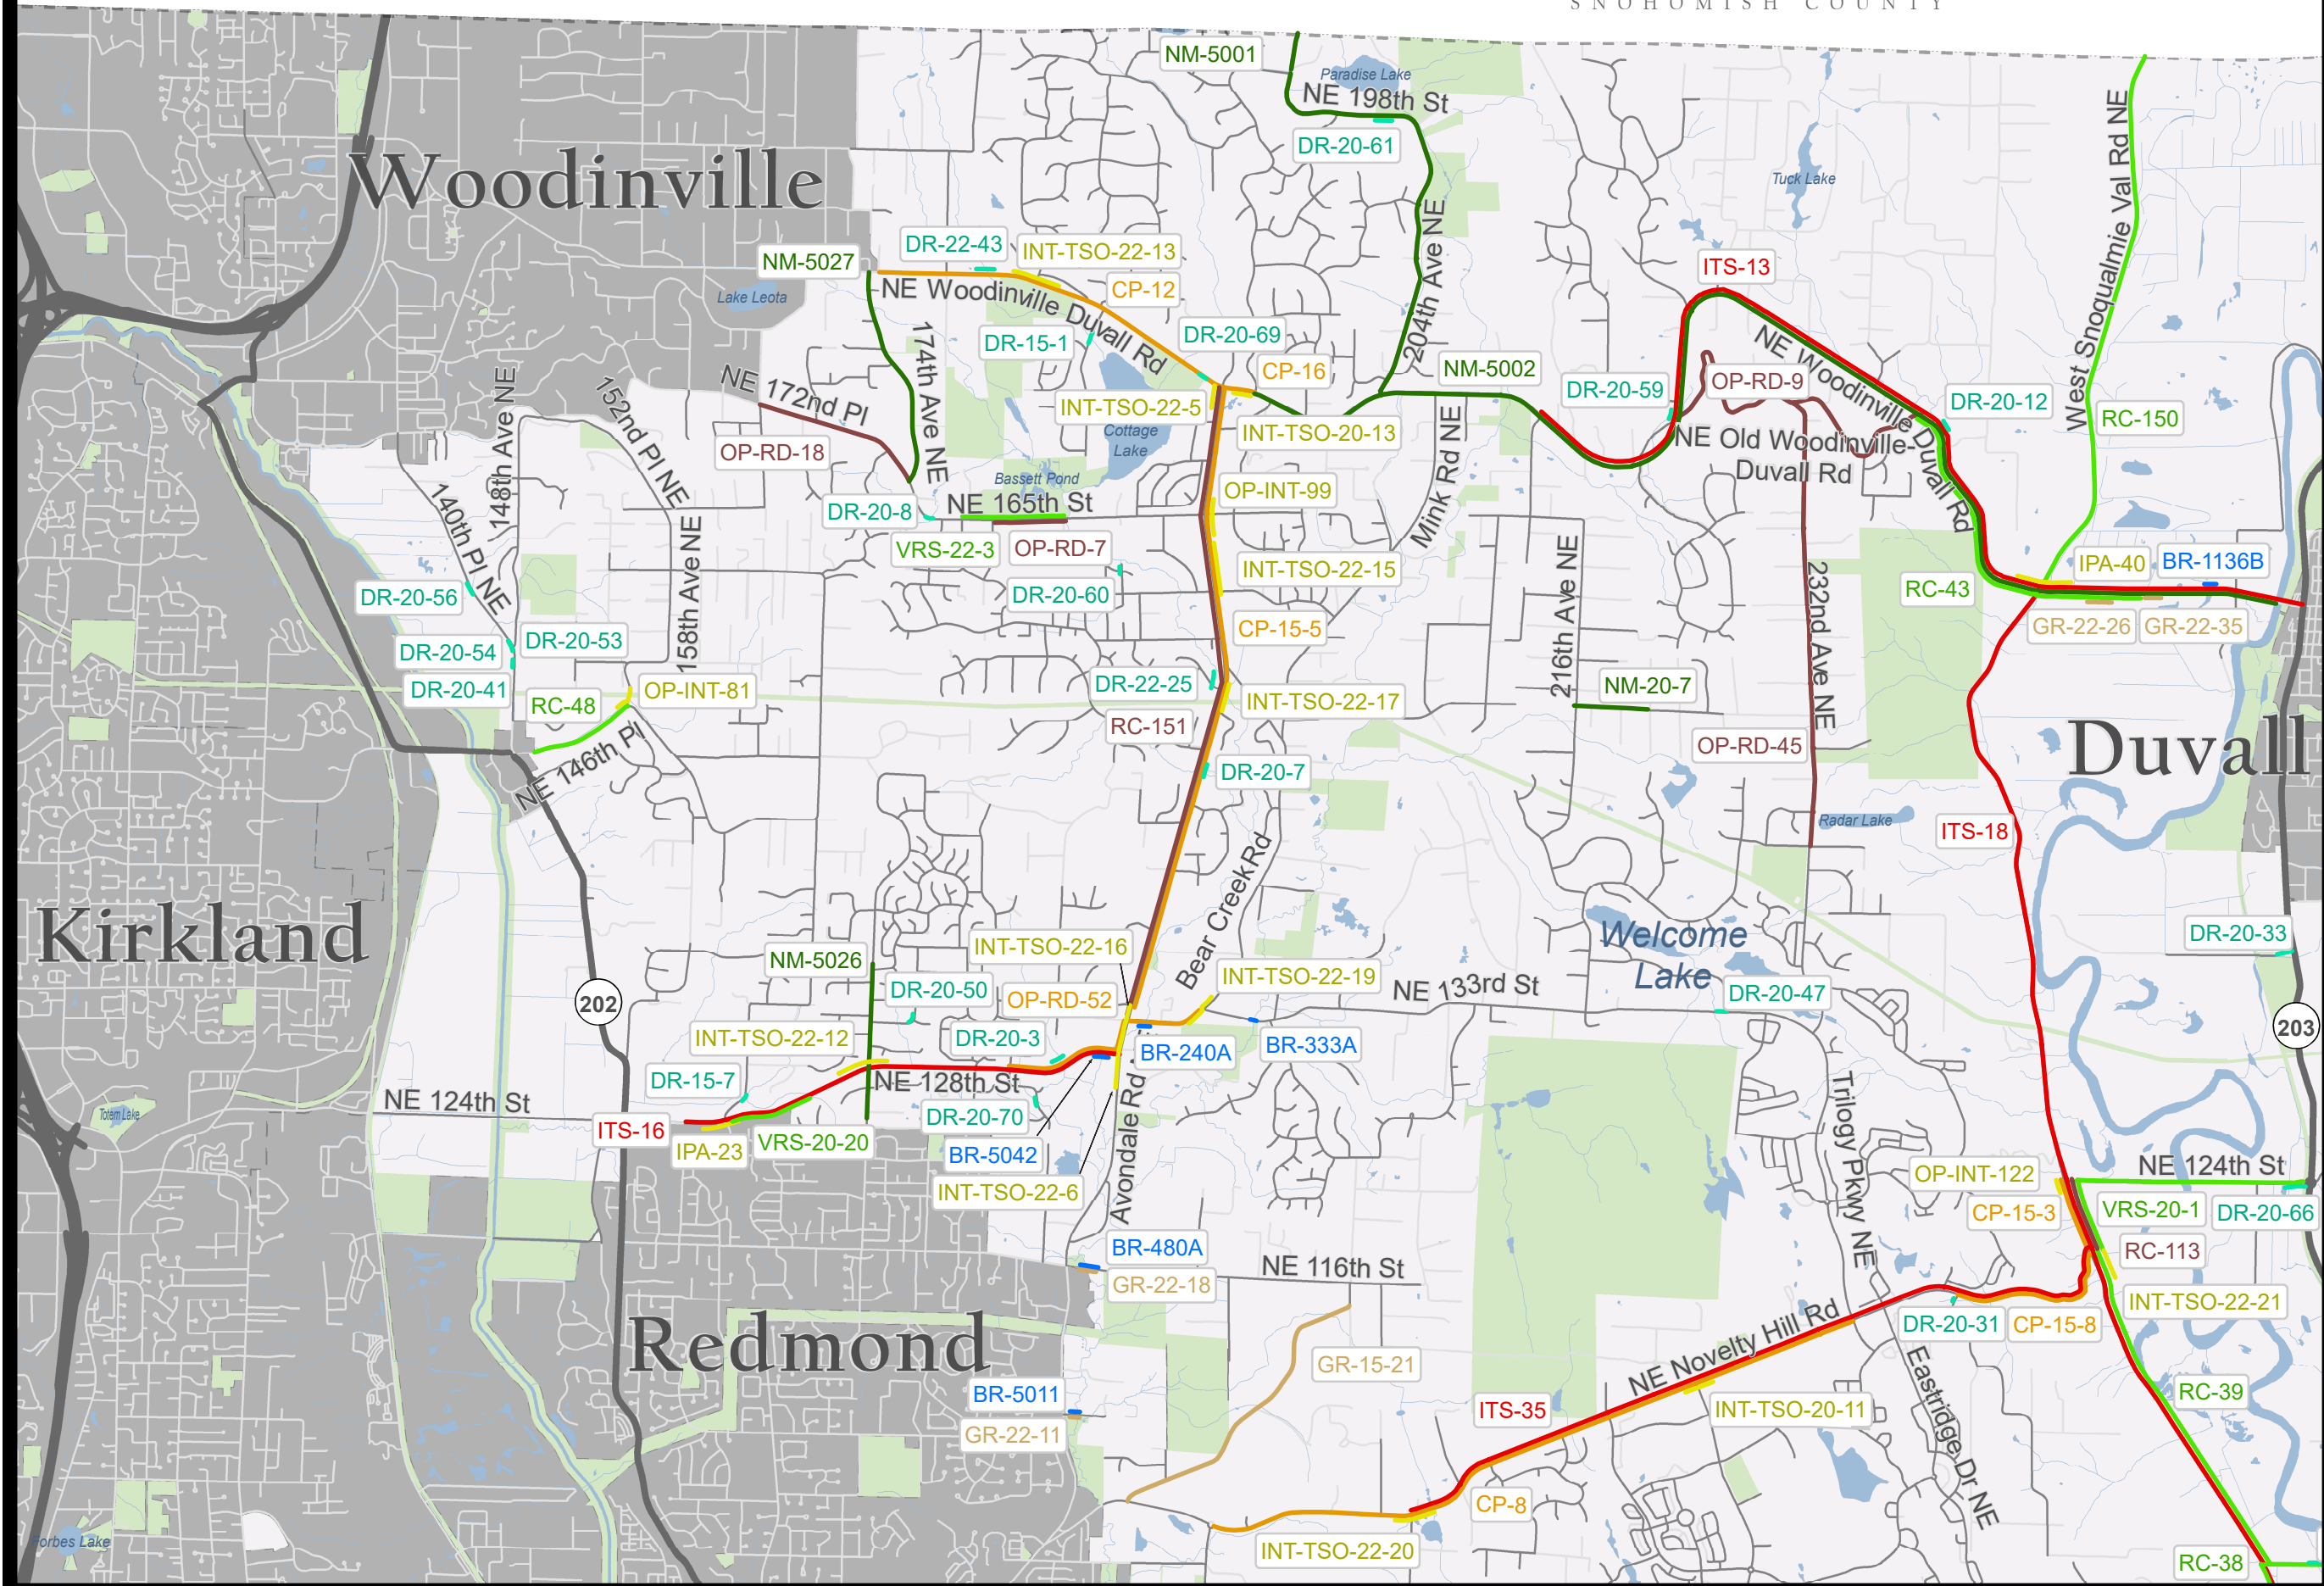 SNOHOMISH COUNTY
NM-5001
Paradise Lake
NE 198th St
DR-20-61
West Snoqualmie Val Rd NE
Woodinville
Tuck Lake
204th Ave NE
DR-22-43
INT-TSO-22-13
NM-5027
ITS-13
CP-12
NE Woodinville Duvall Rd
Lake Leota
DR-15-1
DR-20-69
174th Ave NE
CP-16
NM-5002
NE Woodinville-Duvall Rd
OP-RD-9
DR-20-59
NE 172nd Pl
DR-20-12
RC-150
INT-TSO-22-5
148th Ave NE
152nd Pl NE
Cottage
Lake
INT-TSO-20-13
Mink Rd NE
NE Old Woodinville-
Duvall Rd
OP-RD-18
Bassett Pond
OP-INT-99
DR-20-8
NE 165th St
140th Pl NE
158th Ave NE
VRS-22-3
OP-RD-7
216th Ave NE
232nd Ave NE
INT-TSO-22-15
IPA-40
BR-1136B
RC-43
DR-20-56
DR-20-60
GR-22-26
GR-22-35
CP-15-5
DR-20-53
DR-20-54
DR-20-41
RC-48
OP-INT-81
DR-22-25
NM-20-7
INT-TSO-22-17
RC-151
OP-RD-45
Duvall
NE 146th Pl
DR-20-7
Radar Lake
ITS-18
Bear Creek Rd
Kirkland
Welcome
Lake
DR-20-33
INT-TSO-22-16
NM-5026
INT-TSO-22-19
DR-20-50
OP-RD-52
NE 133rd St
DR-20-47
202
203
INT-TSO-22-12
DR-20-3
BR-240A
BR-333A
DR-15-7
NE 128th St
NE 124th St
Totem Lake
DR-20-70
ITS-16
IPA-23
VRS-20-20
BR-5042
Avondale Rd
Trilogy Pkwy NE
INT-TSO-22-6
OP-INT-122
NE 124th St
CP-15-3
VRS-20-1
DR-20-66
BR-480A
RC-113
NE 116th St
GR-22-18
INT-TSO-22-21
NE Novelty Hill Rd
DR-20-31
CP-15-8
Redmond
GR-15-21
BR-5011
RC-39
ITS-35
INT-TSO-20-11
GR-22-11
Eastridge Dr NE
CP-8
Forbes Lake
INT-TSO-22-20
RC-38